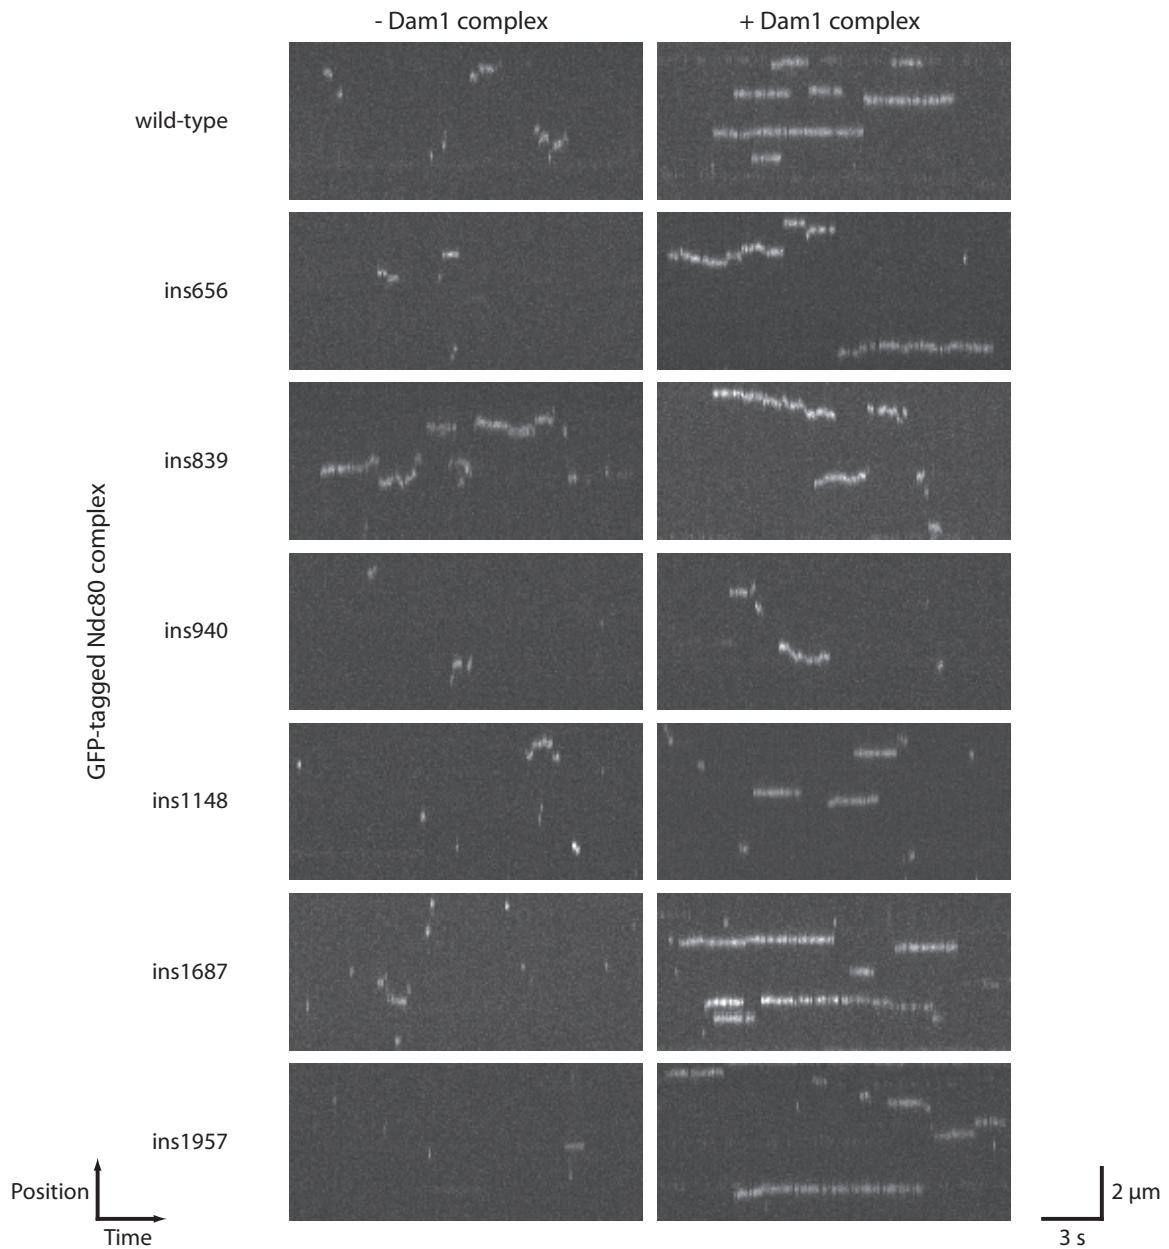 - Dam1 complex
+ Dam1 complex
wild-type
ins656
ins839
ins940
ins1148
ins1687
ins1957
GFP-tagged Ndc80 complex
Position
Time
2 μm
3 s